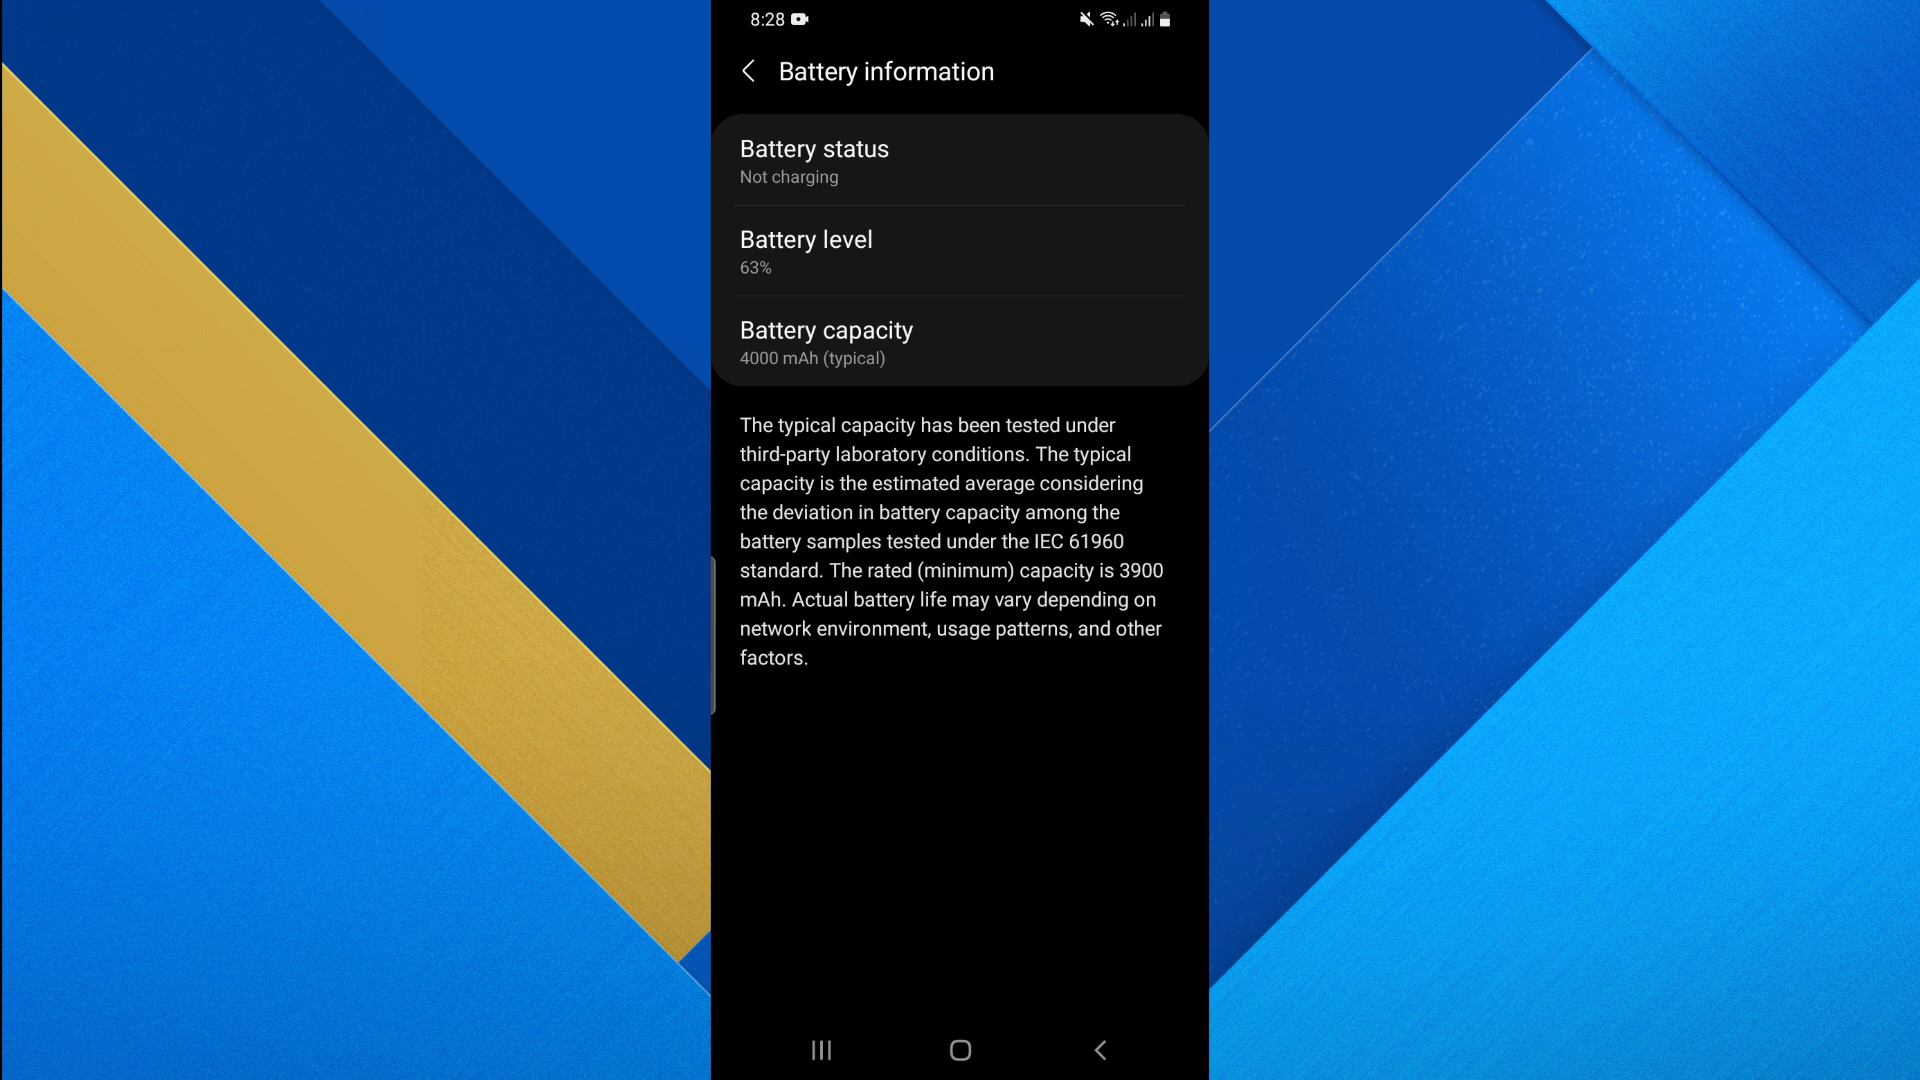 8:28
Battery information
Battery status
Not charging
Battery level
63%
Battery capacity
4000 mAh (typical)
The typical capacity has been tested under
third-party laboratory conditions. The typical
capacity is the estimated average considering
the deviation in battery capacity among the
battery samples tested under the IEC 61960
standard. The rated (minimum) capacity is 3900
mAh. Actual battery life may vary depending on
network environment, usage patterns, and other
factors.